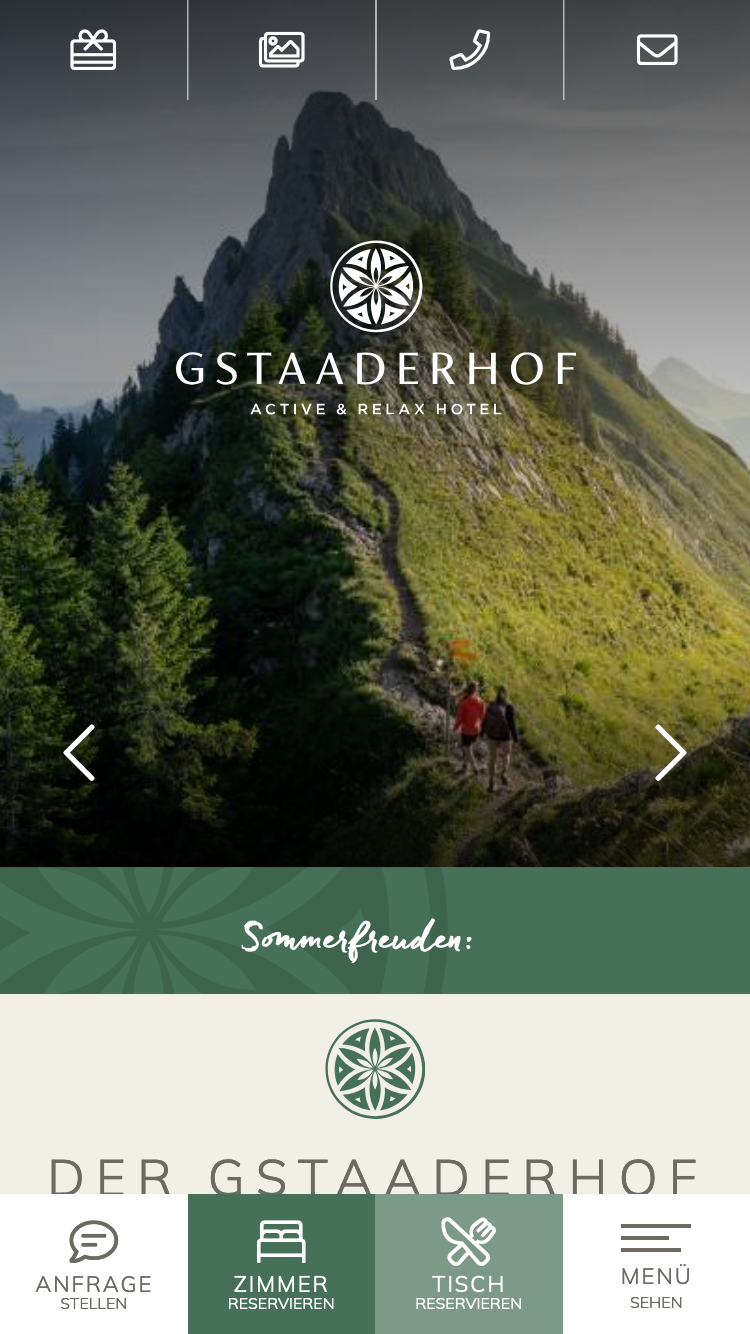 GSTAADERHOF
ACTIVE & RELAX HOTEL
Sommerfreuden:
DER GSTAADERHOF
ANFRAGE
STELLEN
ZIMMER
RESERVIEREN
TISCH
RESERVIEREN
MENÜ
SEHEN